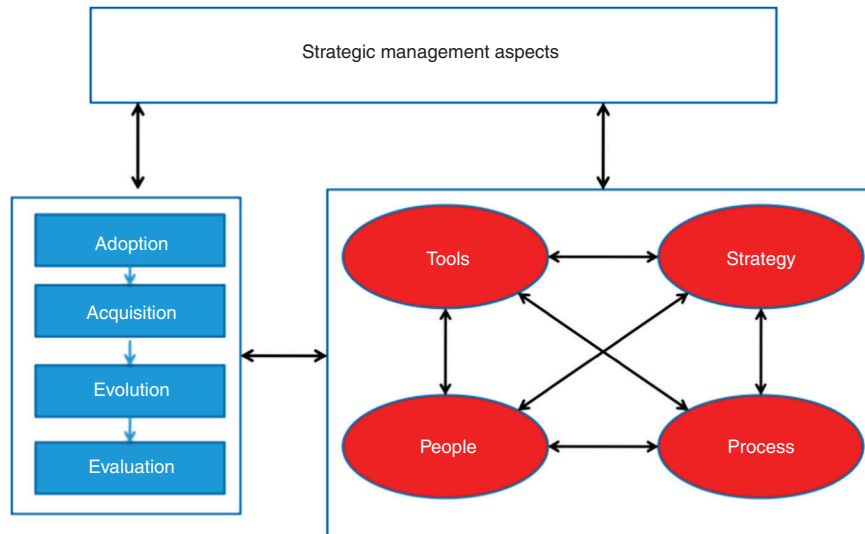 Strategic management aspects
Adoption
Acquisition
Evolution
Evaluation
Tools
Strategy
People
Process